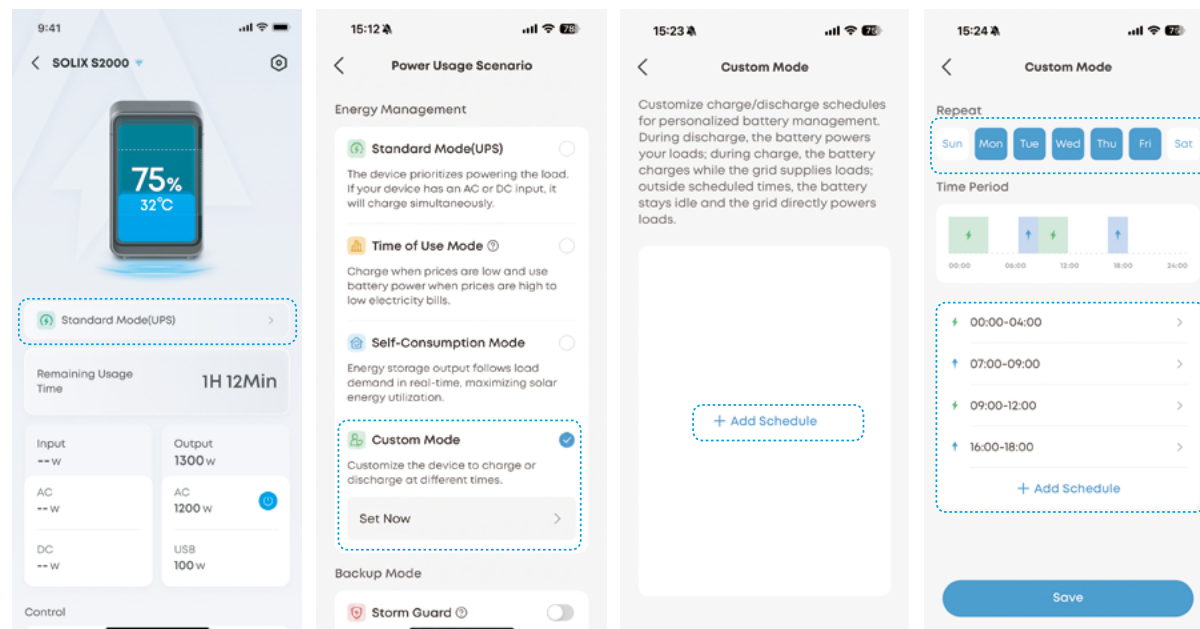 9:41
SOLIX S2000
75%
32°C
Standard Mode(UPS)
Remaining Usage
Time
1H 12Min
Input
--w
Output
1300w
AC
--w
AC
1200w
DC
--w
USB
100w
Control
15:12
78
Power Usage Scenario
Energy Management
Standard Mode(UPS)
The device prioritizes powering the load.
If your device has an AC or DC input, it
will charge simultaneously.
Time of Use Mode
Charge when prices are low and use
battery power when prices are high to
low electricity bills.
Self-Consumption Mode
Energy storage output follows load
demand in real-time, maximizing solar
energy utilization.
Custom Mode
Customize the device to charge or
discharge at different times.
Set Now
Backup Mode
Storm Guard
15:23
78
Custom Mode
Customize charge/discharge schedules
for personalized battery management.
During discharge, the battery powers
your loads; during charge, the battery
charges while the grid supplies loads;
outside scheduled times, the battery
stays idle and the grid directly powers
loads.
+ Add Schedule
15:24
78
Custom Mode
Repeat
Sun Mon Tue Wed Thu Fri Sat
Time Period
00:00 06:00 12:00 18:00 24:00
00:00-04:00
07:00-09:00
09:00-12:00
16:00-18:00
+ Add Schedule
Save